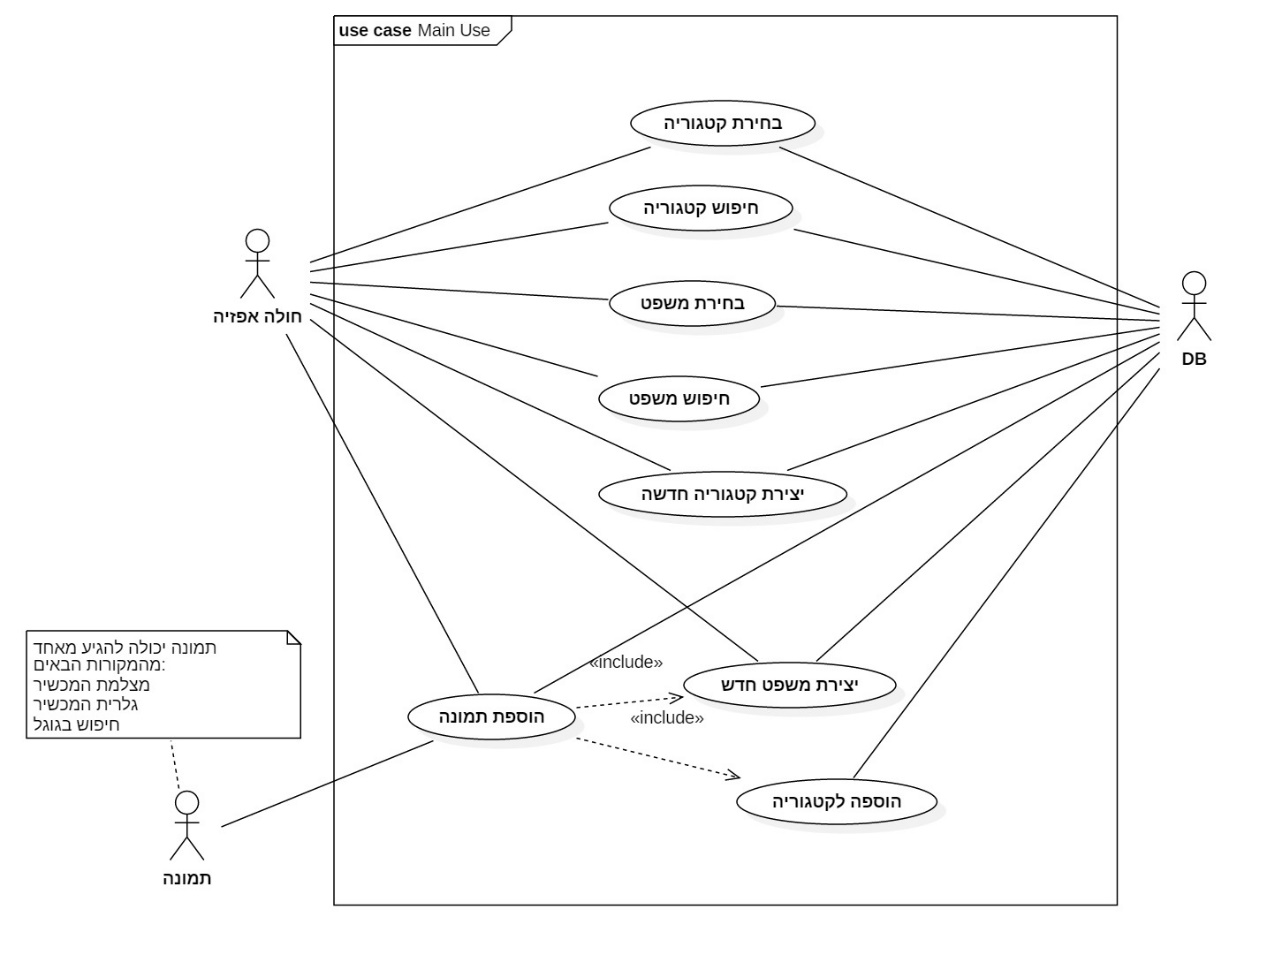 use case Main Use
בחירת קטגוריה
חיפוש קטגוריה
בחירת משפט
חולה אפזיה
DB
חיפוש משפט
יצירת קטגוריה חדשה
תמונה יכולה להגיע מאחד
מהמקורות הבאים:
מצלמת המכשיר
גלרית המכשיר
חיפוש בגוגל
«include»
יצירת משפט חדש
הוספת תמונה
«include»
הוספה לקטגוריה
תמונה